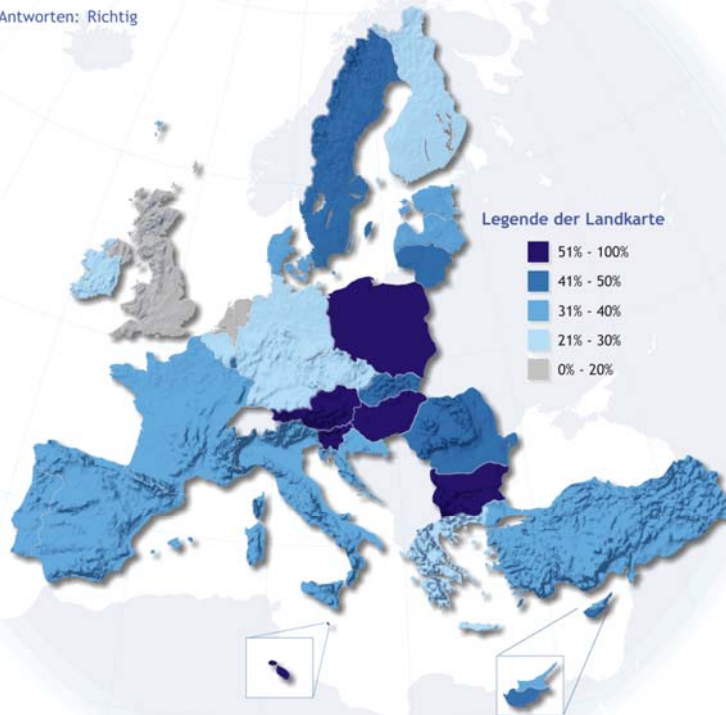 Antworten: Richtig
Legende der Landkarte
51% - 100%
41% - 50%
31% - 40%
21% - 30%
0% - 20%